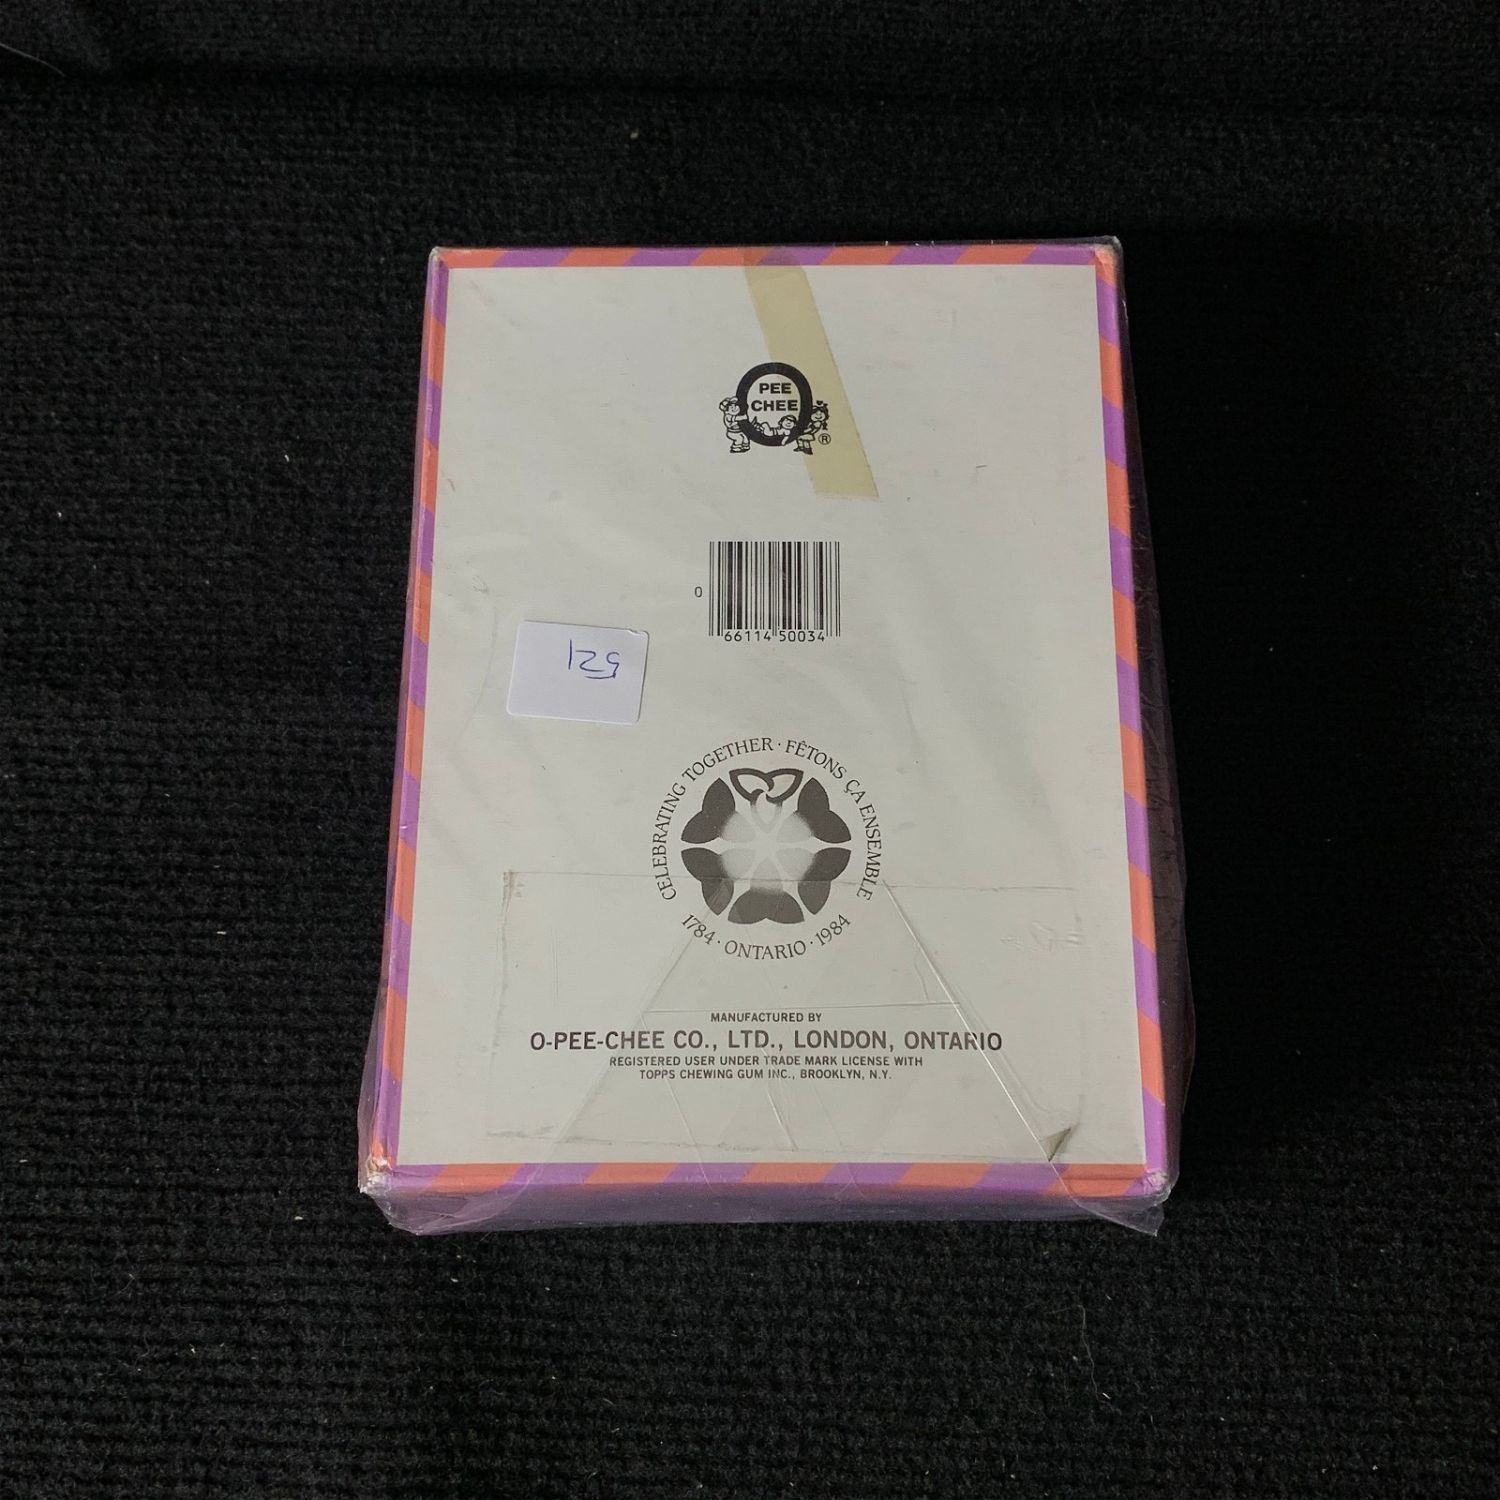 PEE
CHEE
®
0
66114 50034
521
CELEBRATING TOGETHER · FÊTONS ÇA ENSEMBLE
1784 · ONTARIO · 1984
MANUFACTURED BY
O-PEE-CHEE CO., LTD., LONDON, ONTARIO
REGISTERED USER UNDER TRADE MARK LICENSE WITH
TOPPS CHEWING GUM INC., BROOKLYN, N.Y.